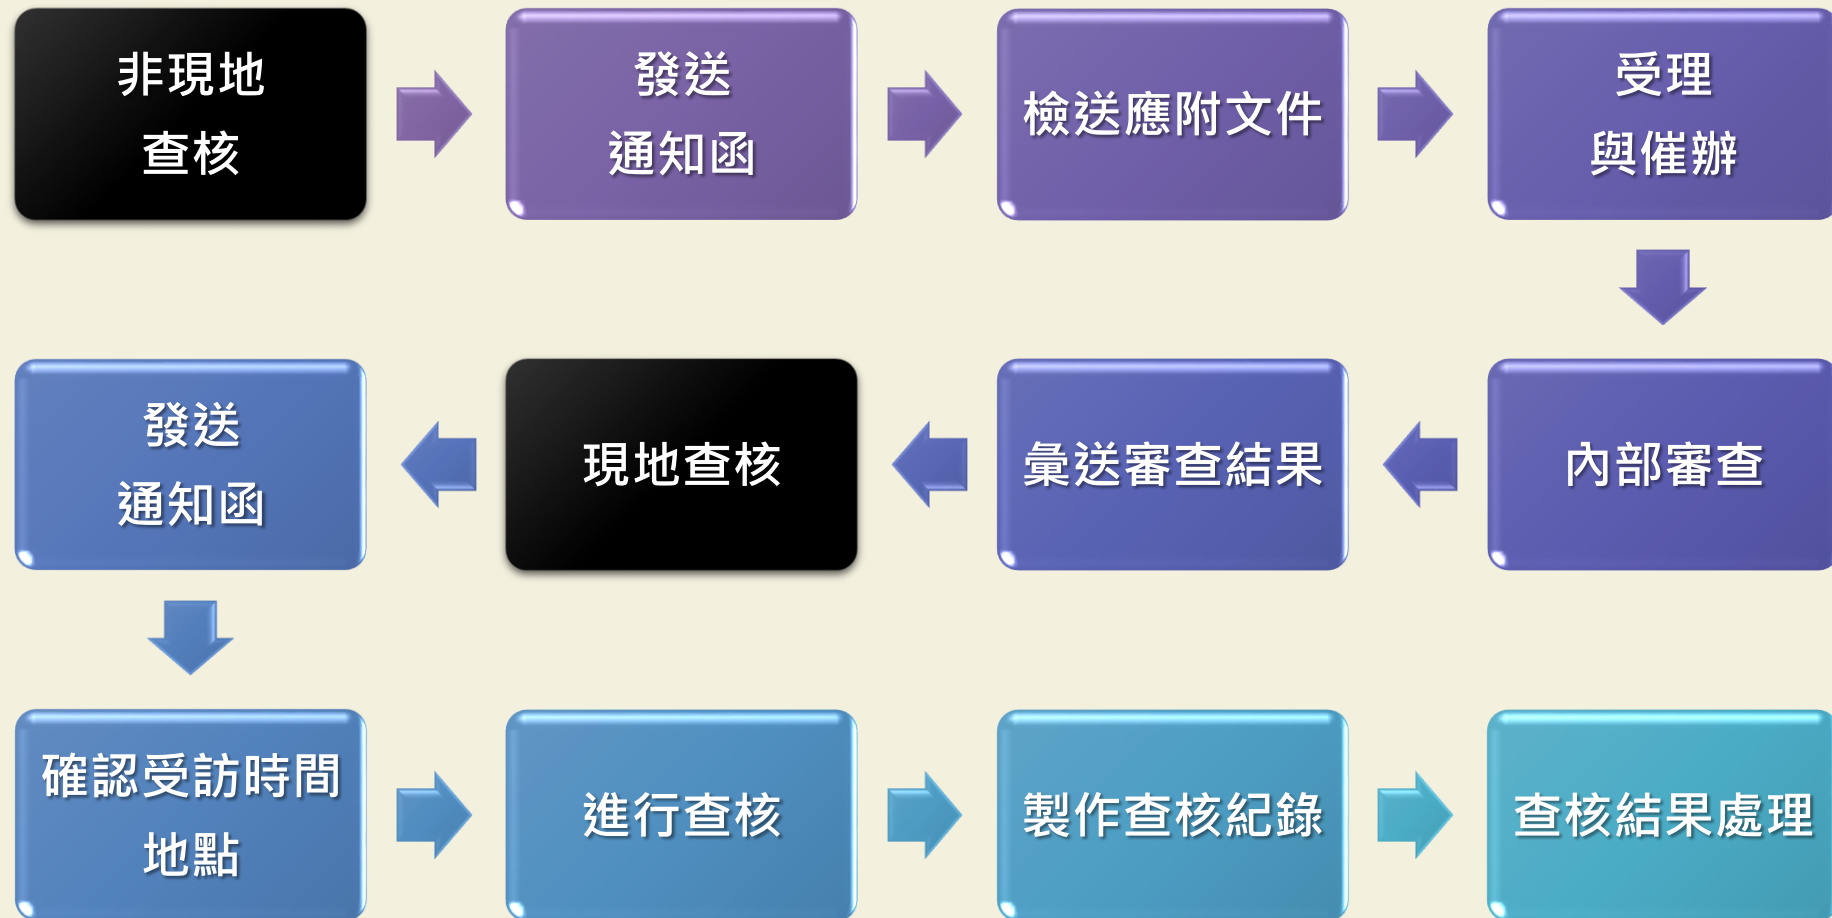 非現地
查核
發送
通知函
檢送應附文件
受理
與催辦
內部審查
彙送審查結果
現地查核
發送
通知函
確認受訪時間
地點
進行查核
製作查核紀錄
查核結果處理